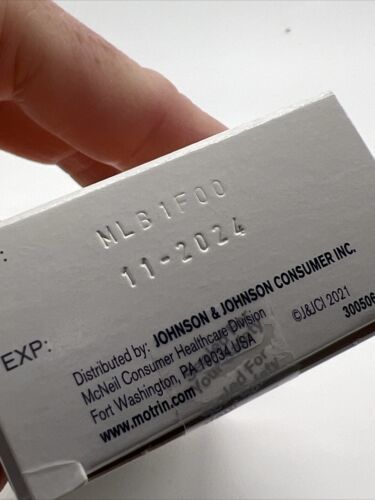 :
NLB1F00
EXP: 11-2024
Distributed by: JOHNSON & JOHNSON CONSUMER INC.
McNeil Consumer Healthcare Division
Fort Washington, PA 19034 USA ©J&JCI 2021
www.motrin.com 300506